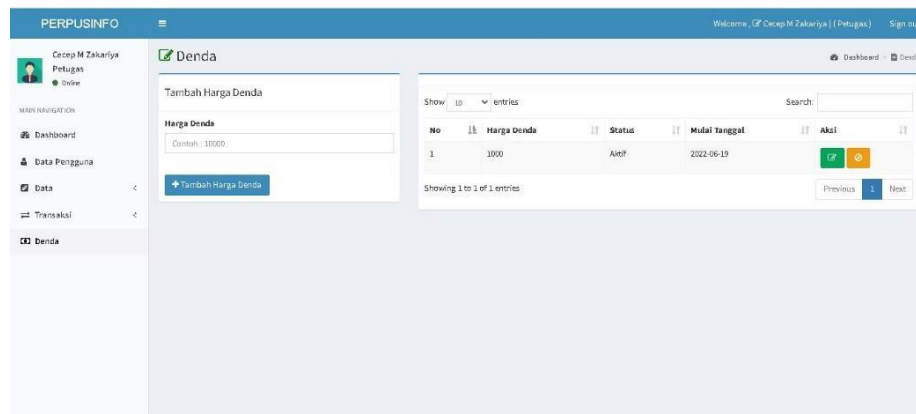 PERPUSINFO
Welcome , Cecep M Zakariya | ( Petugas )
Sign ou
Cecep M Zakariya
Petugas
Online
MAIN NAVIGATION
Dashboard
Data Pengguna
Data
Transaksi
Denda
Denda
Dashboard > Dend
Tambah Harga Denda
Harga Denda
Contoh : 10000
Tambah Harga Denda
Show 10 entries
Search:
No Harga Denda Status Mulai Tanggal Aksi
1 1000 Aktif 2022-06-19
Showing 1 to 1 of 1 entries
Previous 1 Next